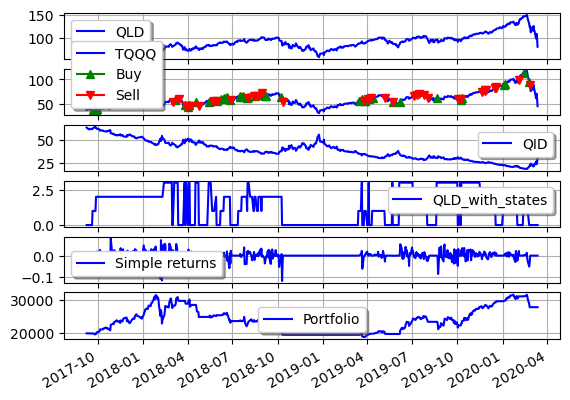 150
100
QLD
TQQQ
Buy
Sell
100
50
50
25
QID
2.5
0.0
QLD_with_states
0.0
−0.1
Simple returns
30000
20000
Portfolio
2017-10
2018-01
2018-04
2018-07
2018-10
2019-01
2019-04
2019-07
2019-10
2020-01
2020-04